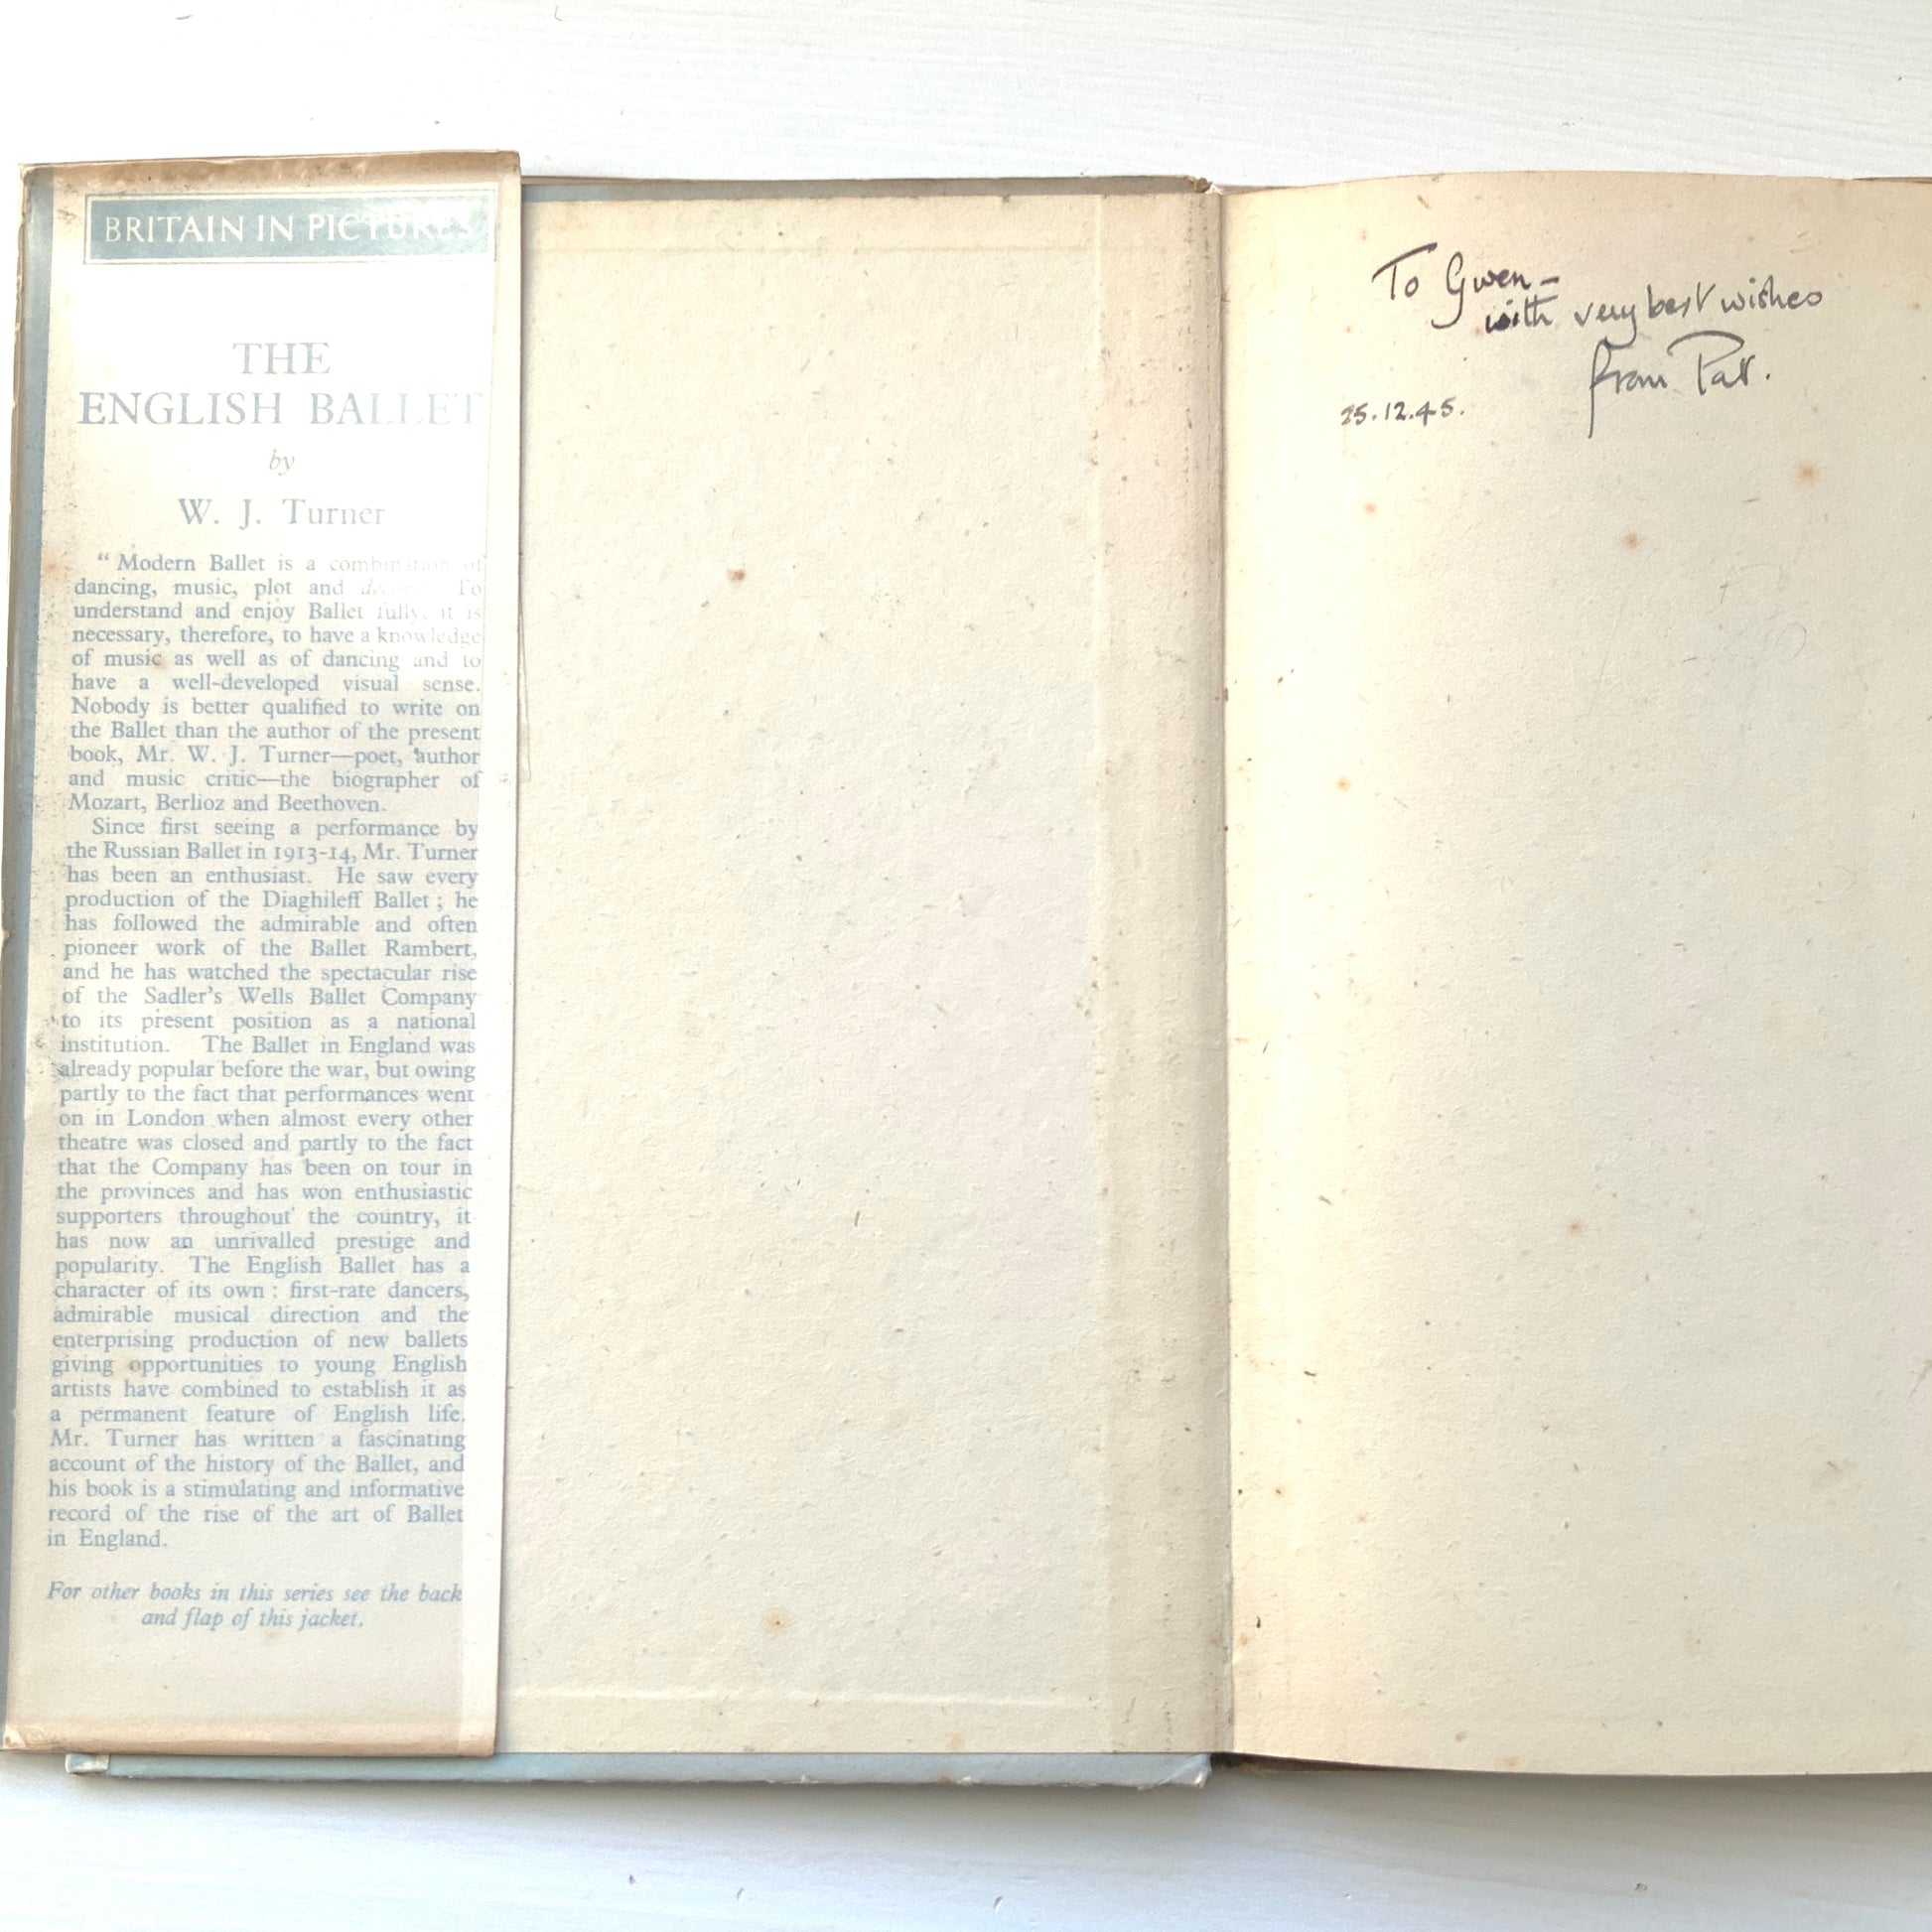 BRITAIN IN PICTURES
THE
ENGLISH BALLET
by
W. J. Turner
“ Modern Ballet is a combination of
dancing, music, plot and To
understand and enjoy Ballet fully, it is
necessary, therefore, to have a knowledge
of music as well as of dancing and to
have a well-developed visual sense.
Nobody is better qualified to write on
the Ballet than the author of the present
book, Mr. W. J. Turner—poet, author
and music critic—the biographer of
Mozart, Berlioz and Beethoven.
Since first seeing a performance by
the Russian Ballet in 1913-14, Mr. Turner
has been an enthusiast. He saw every
production of the Diaghileff Ballet ; he
has followed the admirable and often
pioneer work of the Ballet Rambert,
and he has watched the spectacular rise
of the Sadler’s Wells Ballet Company
to its present position as a national
institution. The Ballet in England was
already popular before the war, but owing
partly to the fact that performances went
on in London when almost every other
theatre was closed and partly to the fact
that the Company has been on tour in
the provinces and has won enthusiastic
supporters throughout the country, it
has now an unrivalled prestige and
popularity. The English Ballet has a
character of its own : first-rate dancers,
admirable musical direction and the
enterprising production of new ballets
giving opportunities to young English
artists have combined to establish it as
a permanent feature of English life.
Mr. Turner has written a fascinating
account of the history of the Ballet, and
his book is a stimulating and informative
record of the rise of the art of Ballet
in England.
For other books in this series see the back
and flap of this jacket.
To Gwen –
with very best wishes
from Pat.
25.12.45.